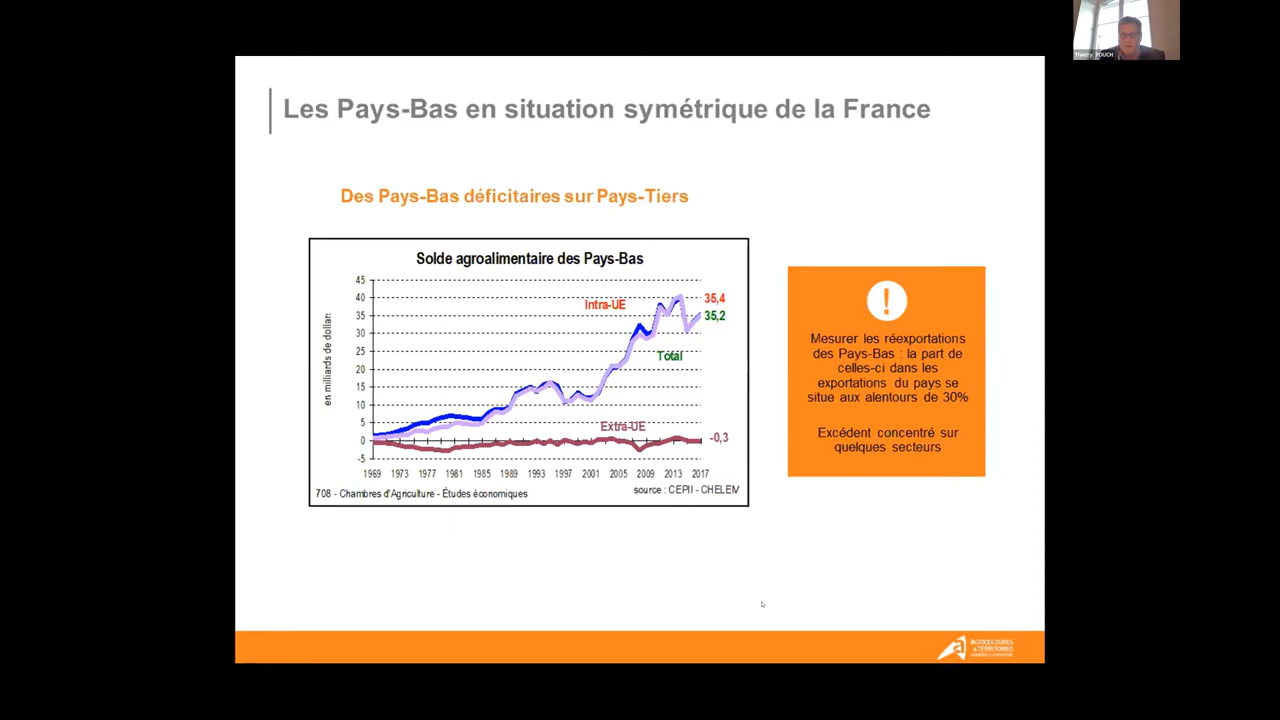 Thierry POUCH
Les Pays-Bas en situation symétrique de la France
Des Pays-Bas déficitaires sur Pays-Tiers
Solde agroalimentaire des Pays-Bas
en milliards de dollar:
45
40
35
30
25
20
15
10
5
0
-5
Intra-UE
35,4
35,2
Total
Extra-UE
-0,3
1969 1973 1977 1981 1985 1989 1993 1997 2001 2005 2009 2013 2017
708 - Chambres d'Agriculture - Études économiques
source : CEPII - CHELEM
!
Mesurer les réexportations
des Pays-Bas : la part de
celles-ci dans les
exportations du pays se
situe aux alentours de 30%
Excédent concentré sur
quelques secteurs
AGRICULTURES
& TERRITOIRES